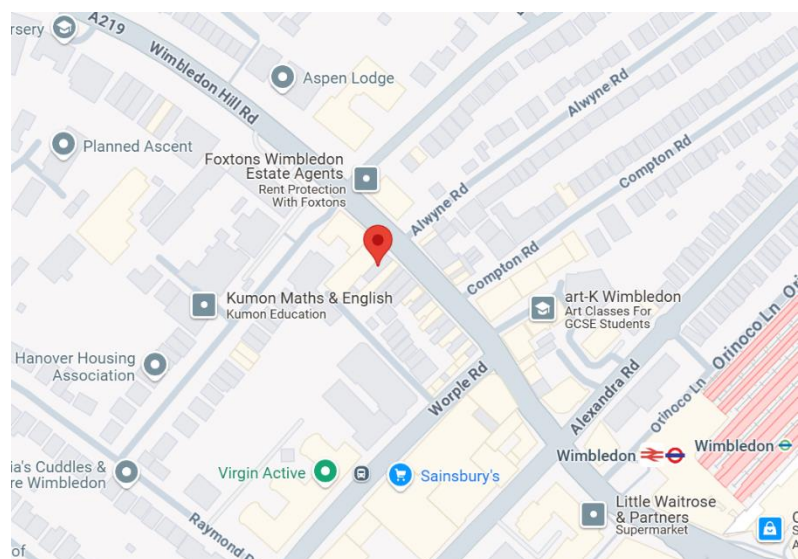 A219
rsery
Wimbledon Hill Rd
Aspen Lodge
Alwyne Rd
Planned Ascent
Foxtons Wimbledon
Estate Agents
Rent Protection
With Foxtons
Compton Rd
Alwyne Rd
Compton Rd
Kumon Maths & English
Kumon Education
art-K Wimbledon
Art Classes For
GCSE Students
Orinoco Ln
Ori
Hanover Housing
Association
Worple Rd
Alexandra Rd
Orinoco Ln
Wimbledon
Wimbledon
ia's Cuddles &
re Wimbledon
Virgin Active
Sainsbury's
Little Waitrose
& Partners
Supermarket
Raymond
C
S
A
of